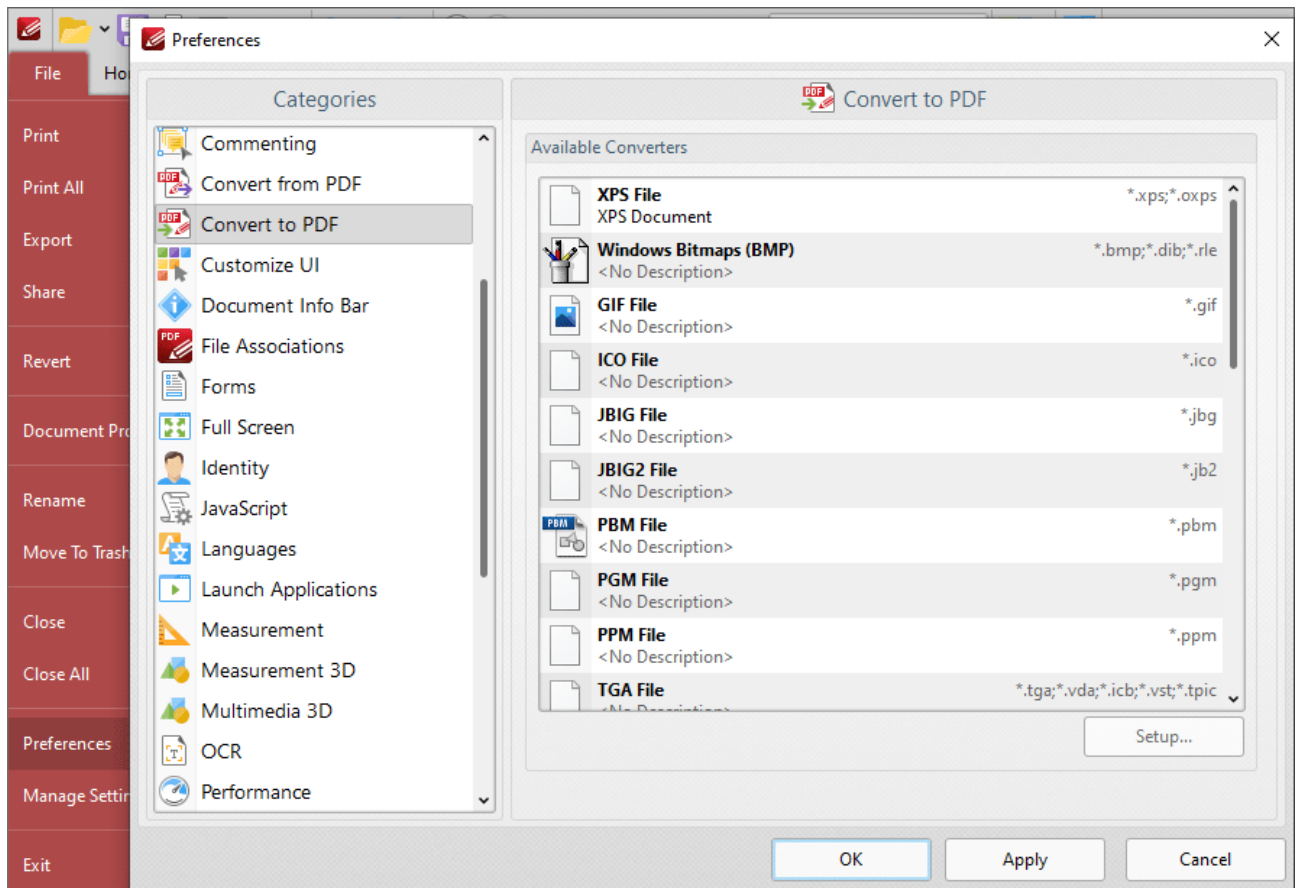 Preferences
File
Print
Print All
Export
Share
Revert
Document Pro
Rename
Move To Trash
Close
Close All
Preferences
Manage Settin
Exit
Categories
Commenting
Convert from PDF
Convert to PDF
Customize UI
Document Info Bar
File Associations
Forms
Full Screen
Identity
JavaScript
Languages
Launch Applications
Measurement
Measurement 3D
Multimedia 3D
OCR
Performance
Convert to PDF
Available Converters
XPS File *.xps;*.oxps
XPS Document
Windows Bitmaps (BMP) *.bmp;*.dib;*.rle
<No Description>
GIF File *.gif
<No Description>
ICO File *.ico
<No Description>
JBIG File *.jbg
<No Description>
JBIG2 File *.jb2
<No Description>
PBM File *.pbm
<No Description>
PGM File *.pgm
<No Description>
PPM File *.ppm
<No Description>
TGA File *.tga;*.vda;*.icb;*.vst;*.tpic
<No Description>
Setup...
OK Apply Cancel